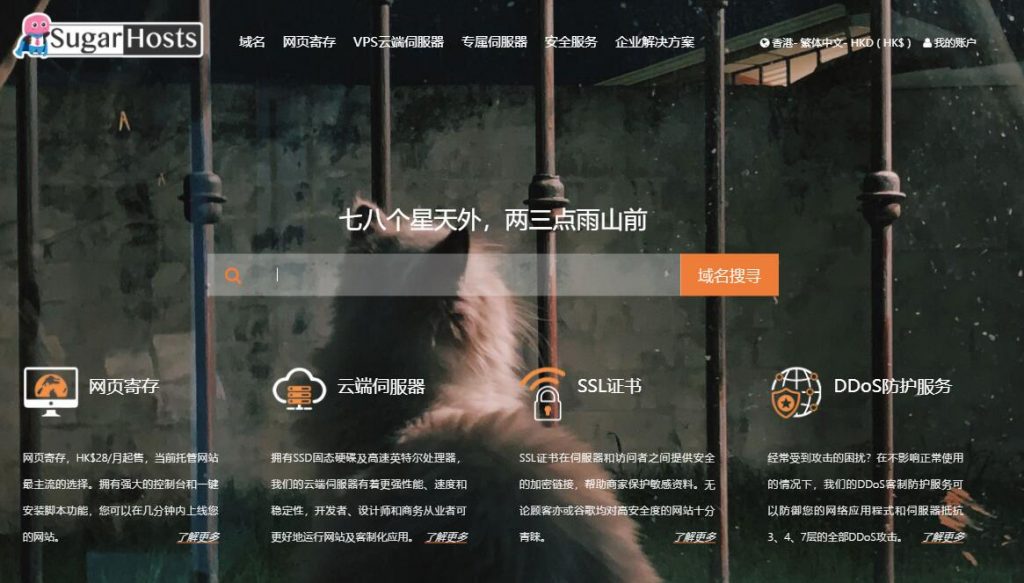 SugarHosts
域名 网页寄存 VPS云端伺服器 专属伺服器 安全服务 企业解决方案
香港- 繁体中文- HKD ( HK$ ) 我的账户
七八个星天外，两三点雨山前
域名搜寻
网页寄存
网页寄存，HK$28/月起售，当前托管网站
最主流的选择。拥有强大的控制台和一键
安装脚本功能，您可以在几分钟内上线您
的网站。
了解更多
云端伺服器
拥有SSD固态硬碟及高速英特尔处理器，
我们的云端伺服器有着更强性能、速度和
稳定性，开发者、设计师和商务从业者可
更好地运行网站及客制化应用。
了解更多
SSL证书
SSL证书在伺服器和访问者之间提供安全
的加密链接，帮助商家保护敏感资料。无
论顾客亦或谷歌均对高安全度的网站十分
青睐。
了解更多
DDoS防护服务
经常受到攻击的困扰？在不影响正常使用
的情况下，我们的DDoS客制防护服务可
以防御您的网络应用程式和伺服器抵抗
3、4、7层的全部DDoS攻击。
了解更多